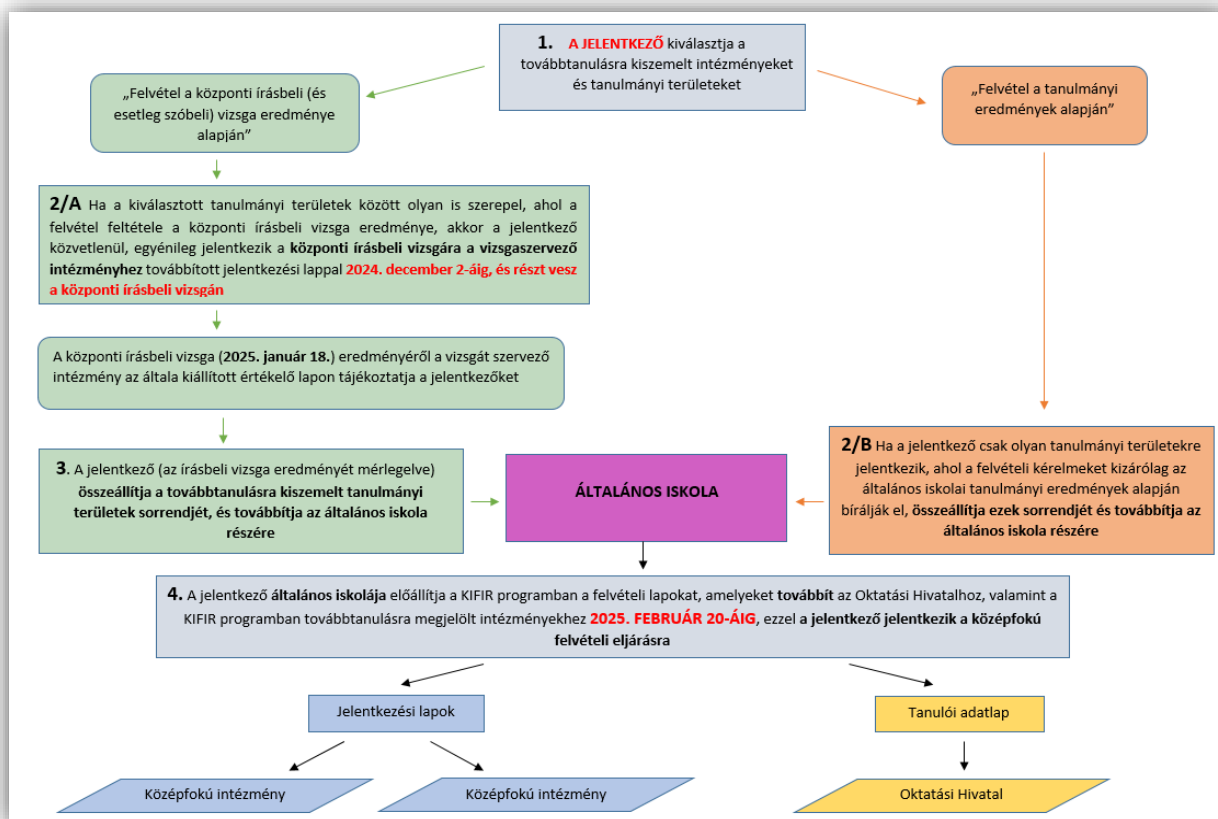 1. A JELENTKEZŐ kiválasztja a
továbbtanulásra kiszemelt intézményeket
és tanulmányi területeket
„Felvétel a központi írásbeli (és
esetleg szóbeli) vizsga eredménye
alapján”
„Felvétel a tanulmányi
eredmények alapján”
2/A Ha a kiválasztott tanulmányi területek között olyan is szerepel, ahol a
felvétel feltétele a központi írásbeli vizsga eredménye, akkor a jelentkező
közvetlenül, egyénileg jelentkezik a központi írásbeli vizsgára a vizsgaszervező
intézményhez továbbított jelentkezési lappal 2024. december 2-áig, és részt vesz
a központi írásbeli vizsgán
A központi írásbeli vizsga (2025. január 18.) eredményéről a vizsgát szervező
intézmény az általa kiállított értékelő lapon tájékoztatja a jelentkezőket
3. A jelentkező (az írásbeli vizsga eredményét mérlegelve)
összeállítja a továbbtanulásra kiszemelt tanulmányi
területek sorrendjét, és továbbítja az általános iskola
részére
ÁLTALÁNOS ISKOLA
2/B Ha a jelentkező csak olyan tanulmányi területekre
jelentkezik, ahol a felvételi kérelmeket kizárólag az
általános iskolai tanulmányi eredmények alapján
bírálják el, összeállítja ezek sorrendjét és továbbítja az
általános iskola részére
4. A jelentkező általános iskolája előállítja a KIFIR programban a felvételi lapokat, amelyeket továbbít az Oktatási Hivatalhoz, valamint a
KIFIR programban továbbtanulásra megjelölt intézményekhez 2025. FEBRUÁR 20-ÁIG, ezzel a jelentkező jelentkezik a középfokú
felvételi eljárásra
Jelentkezési lapok
Tanulói adatlap
Középfokú intézmény
Középfokú intézmény
Oktatási Hivatal